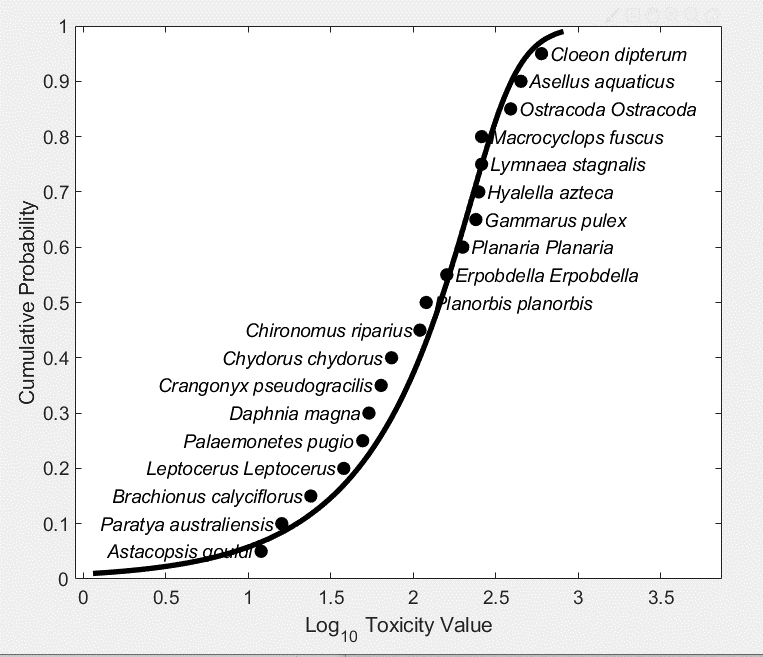 1
Cloeon dipterum
0.9
Asellus aquaticus
Ostracoda Ostracoda
0.8
Macrocyclops fuscus
Lymnaea stagnalis
0.7
Hyalella azteca
Gammarus pulex
0.6
Planaria Planaria
Erpobdella Erpobdella
0.5
Planorbis planorbis
Chironomus riparius
0.4
Chydorus chydorus
Crangonyx pseudogracilis
0.3
Daphnia magna
Palaemonetes pugio
0.2
Leptocerus Leptocerus
Brachionus calyciflorus
0.1
Paratya australiensis
Astacopsis gouldi
0
Cumulative Probability
0 0.5 1 1.5 2 2.5 3 3.5
Log10 Toxicity Value